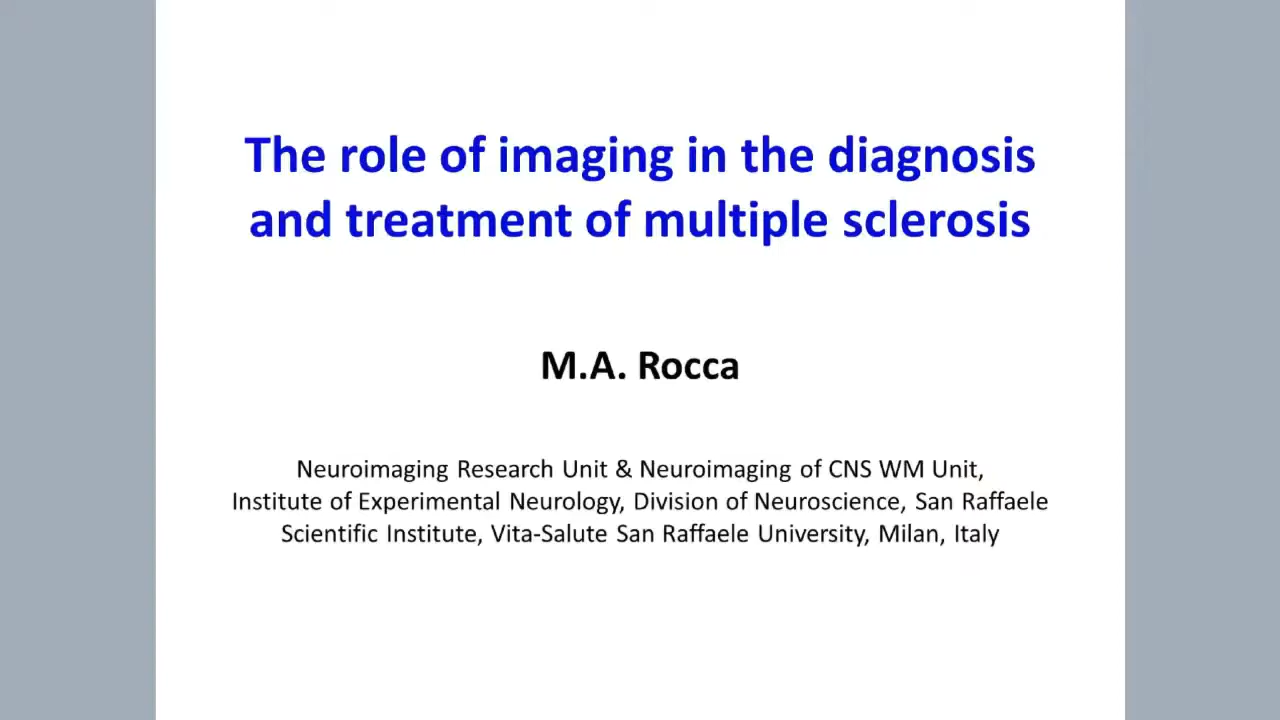 The role of imaging in the diagnosis
and treatment of multiple sclerosis
M.A. Rocca
Neuroimaging Research Unit & Neuroimaging of CNS WM Unit,
Institute of Experimental Neurology, Division of Neuroscience, San Raffaele
Scientific Institute, Vita-Salute San Raffaele University, Milan, Italy